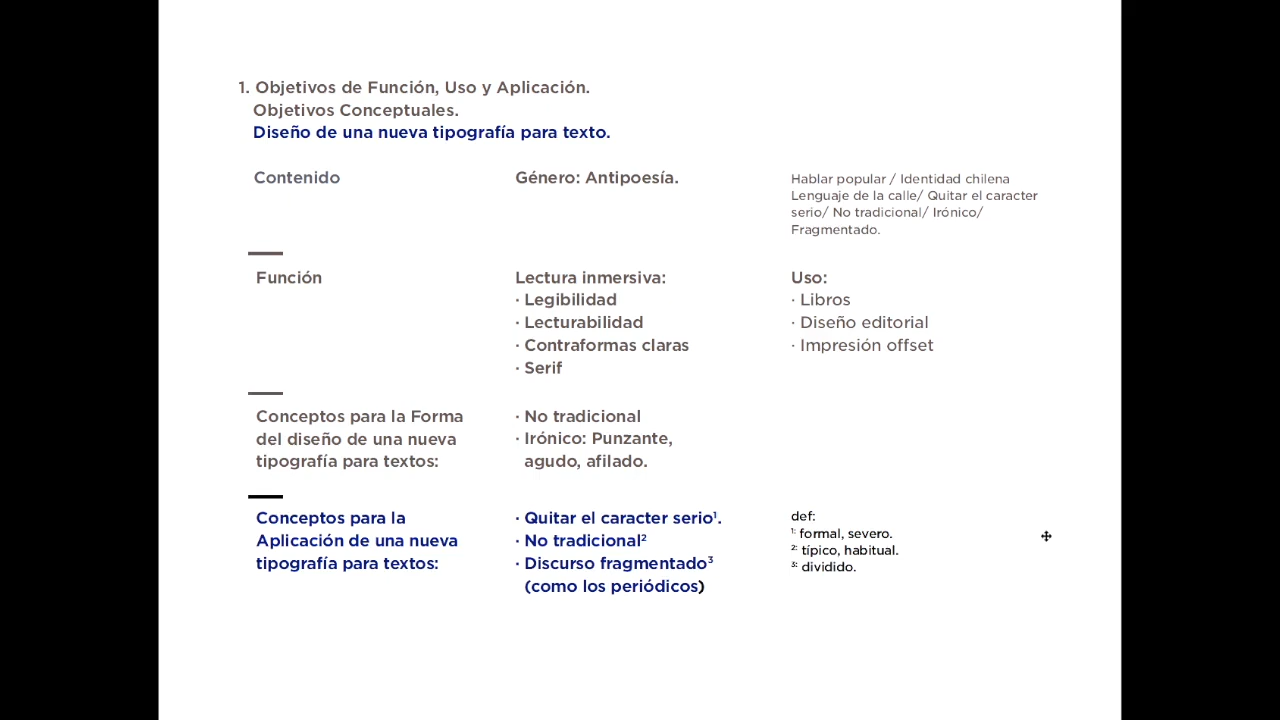 1. Objetivos de Función, Uso y Aplicación.
Objetivos Conceptuales.
Diseño de una nueva tipografía para texto.
Contenido
Género: Antipoesía.
Hablar popular / Identidad chilena
Lenguaje de la calle/ Quitar el caracter
serio/ No tradicional/ Irónico/
Fragmentado.
Función
Lectura inmersiva:
· Legibilidad
· Lecturabilidad
· Contraformas claras
· Serif
Uso:
· Libros
· Diseño editorial
· Impresión offset
Conceptos para la Forma
del diseño de una nueva
tipografía para textos:
· No tradicional
· Irónico: Punzante,
agudo, afilado.
Conceptos para la
Aplicación de una nueva
tipografía para textos:
· Quitar el caracter serio¹.
· No tradicional²
· Discurso fragmentado³
(como los periódicos)
def:
¹: formal, severo.
²: típico, habitual.
³: dividido.